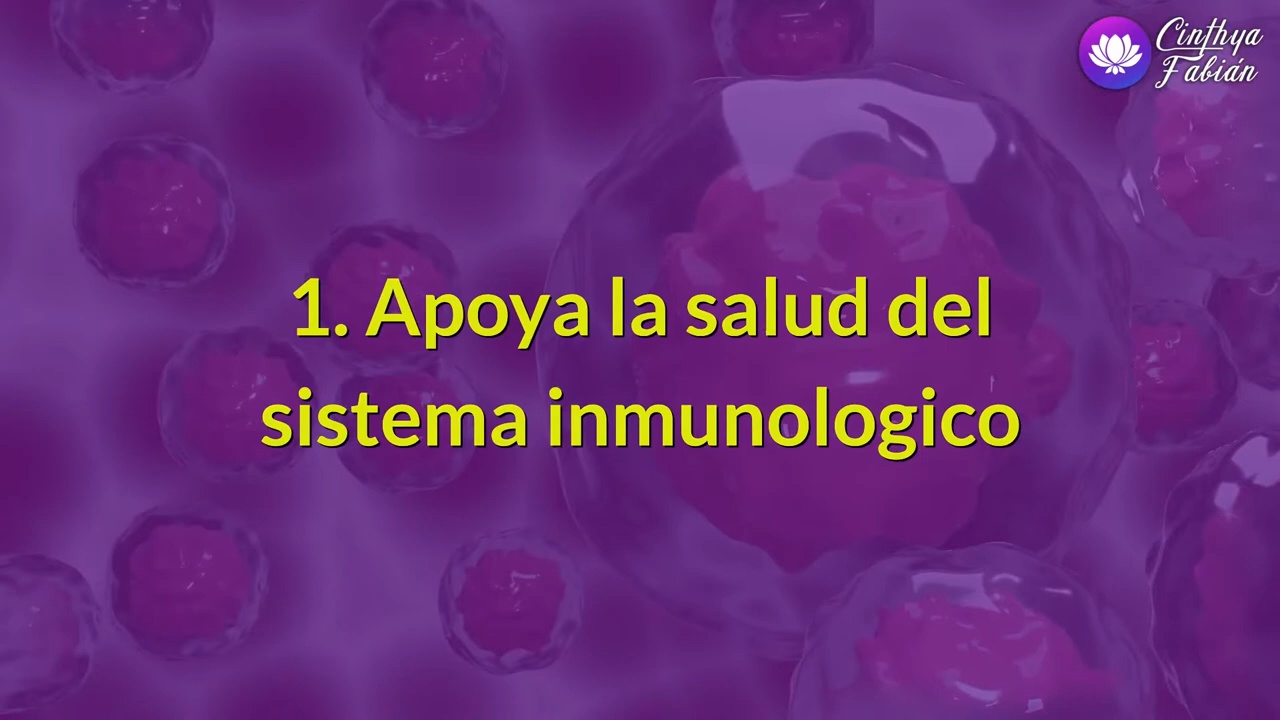 Cinthya
Fabián
1. Apoya la salud del
sistema inmunologico